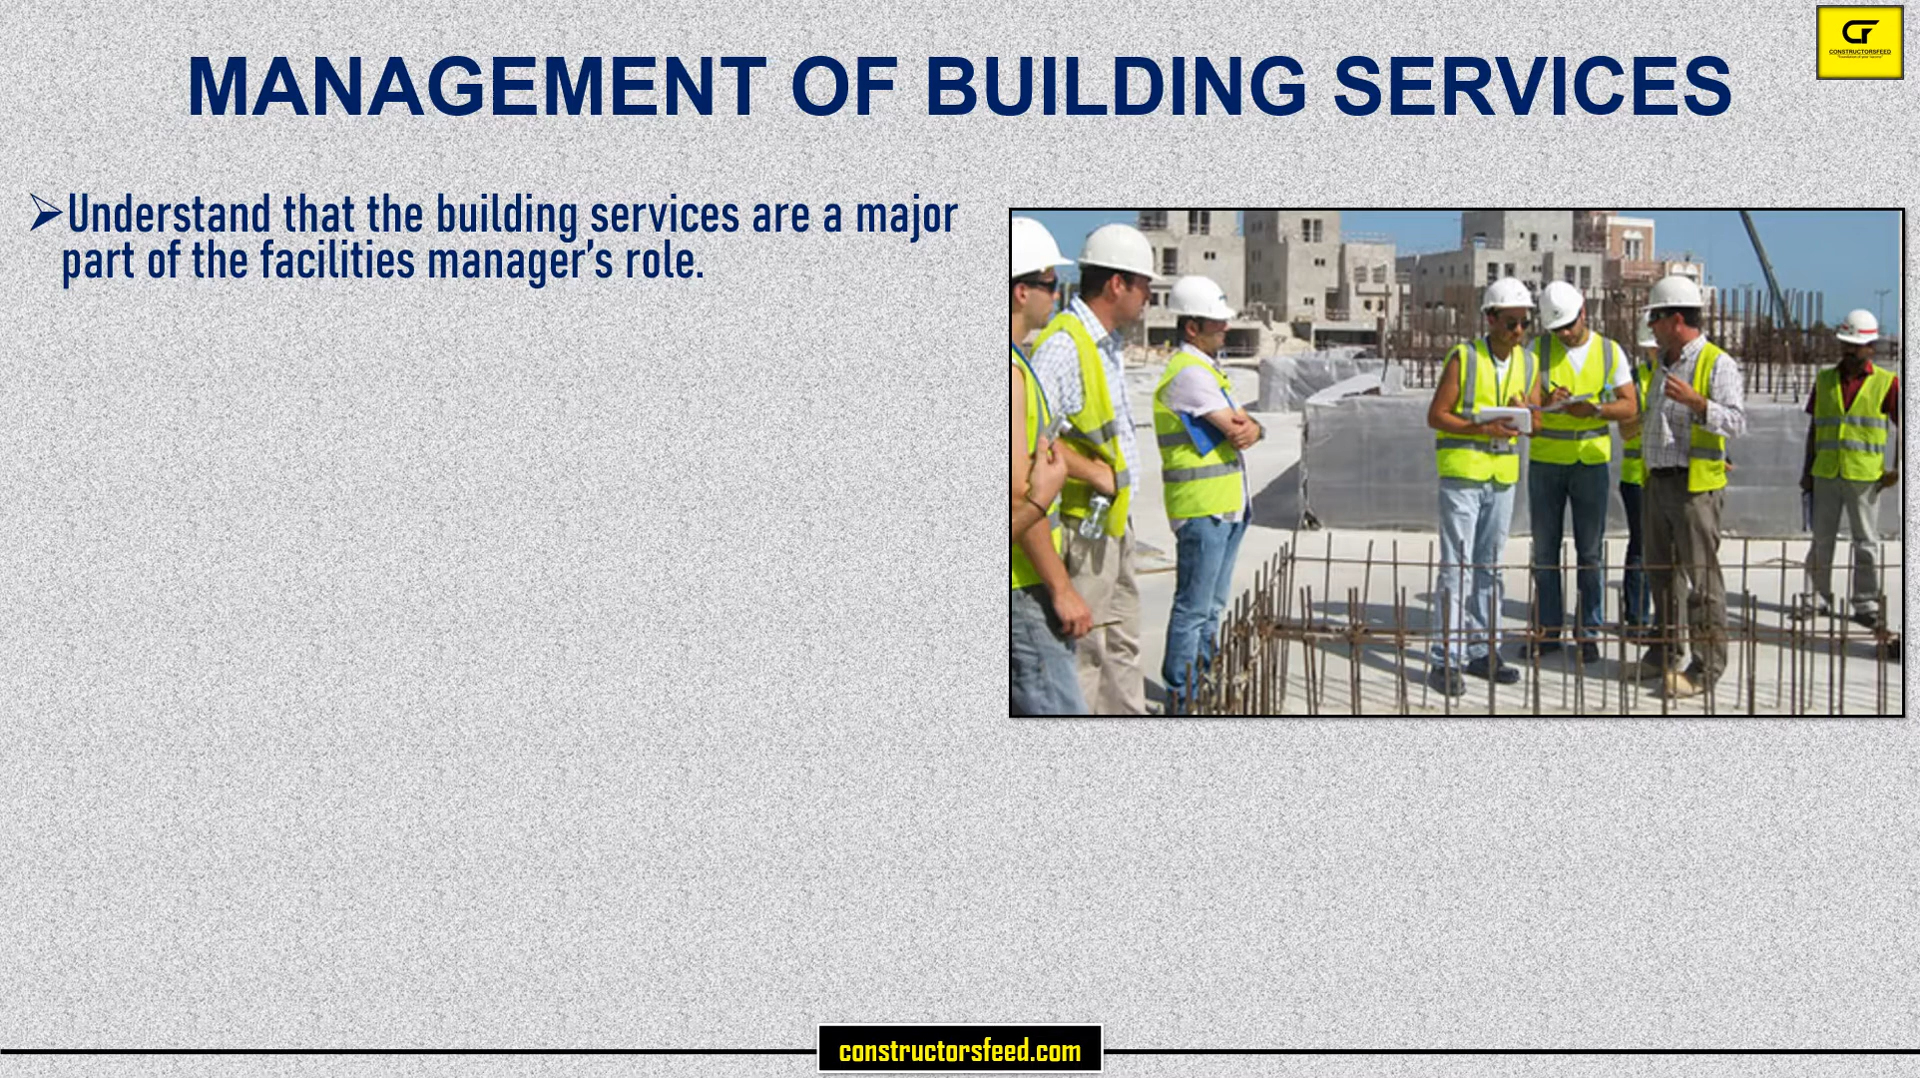 MANAGEMENT OF BUILDING SERVICES
CF
CONSTRUCTORSFEED
➢Understand that the building services are a major
part of the facilities manager's role.
constructorsfeed.com